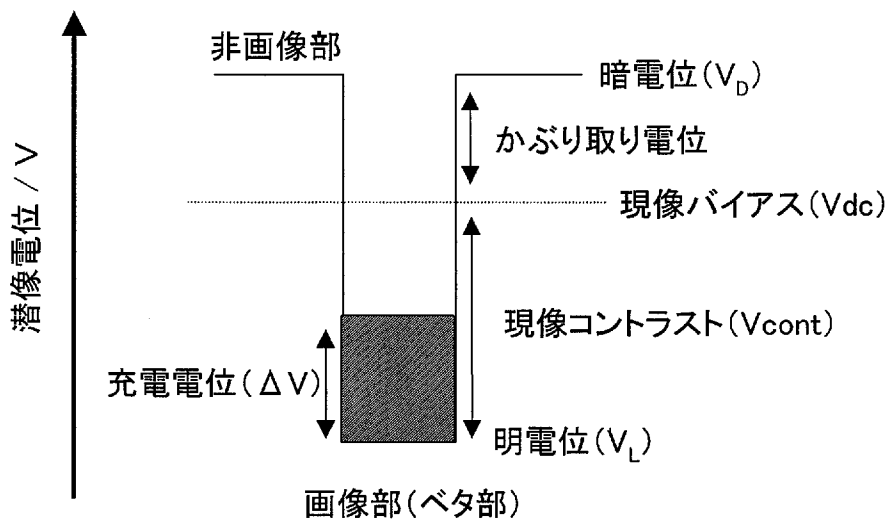 非画像部
暗電位(V_D)
かぶり取り電位
現像バイアス(Vdc)
潜像電位 / V
現像コントラスト(Vcont)
充電電位(ΔV)
明電位(V_L)
画像部(ベタ部)